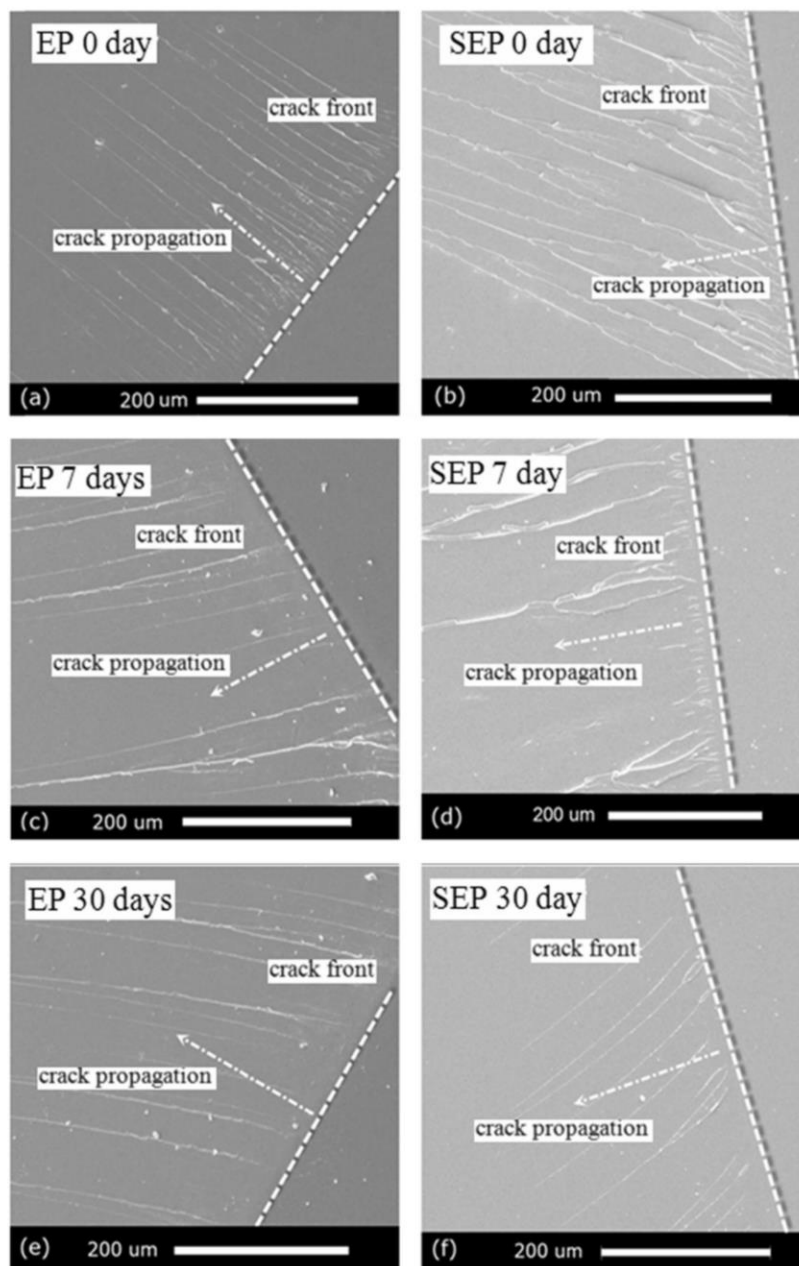 EP 0 day
crack front
crack propagation
(a) 200 um
SEP 0 day
crack front
crack propagation
(b) 200 um
EP 7 days
crack front
crack propagation
(c) 200 um
SEP 7 day
crack front
crack propagation
(d) 200 um
EP 30 days
crack front
crack propagation
(e) 200 um
SEP 30 day
crack front
crack propagation
(f) 200 um